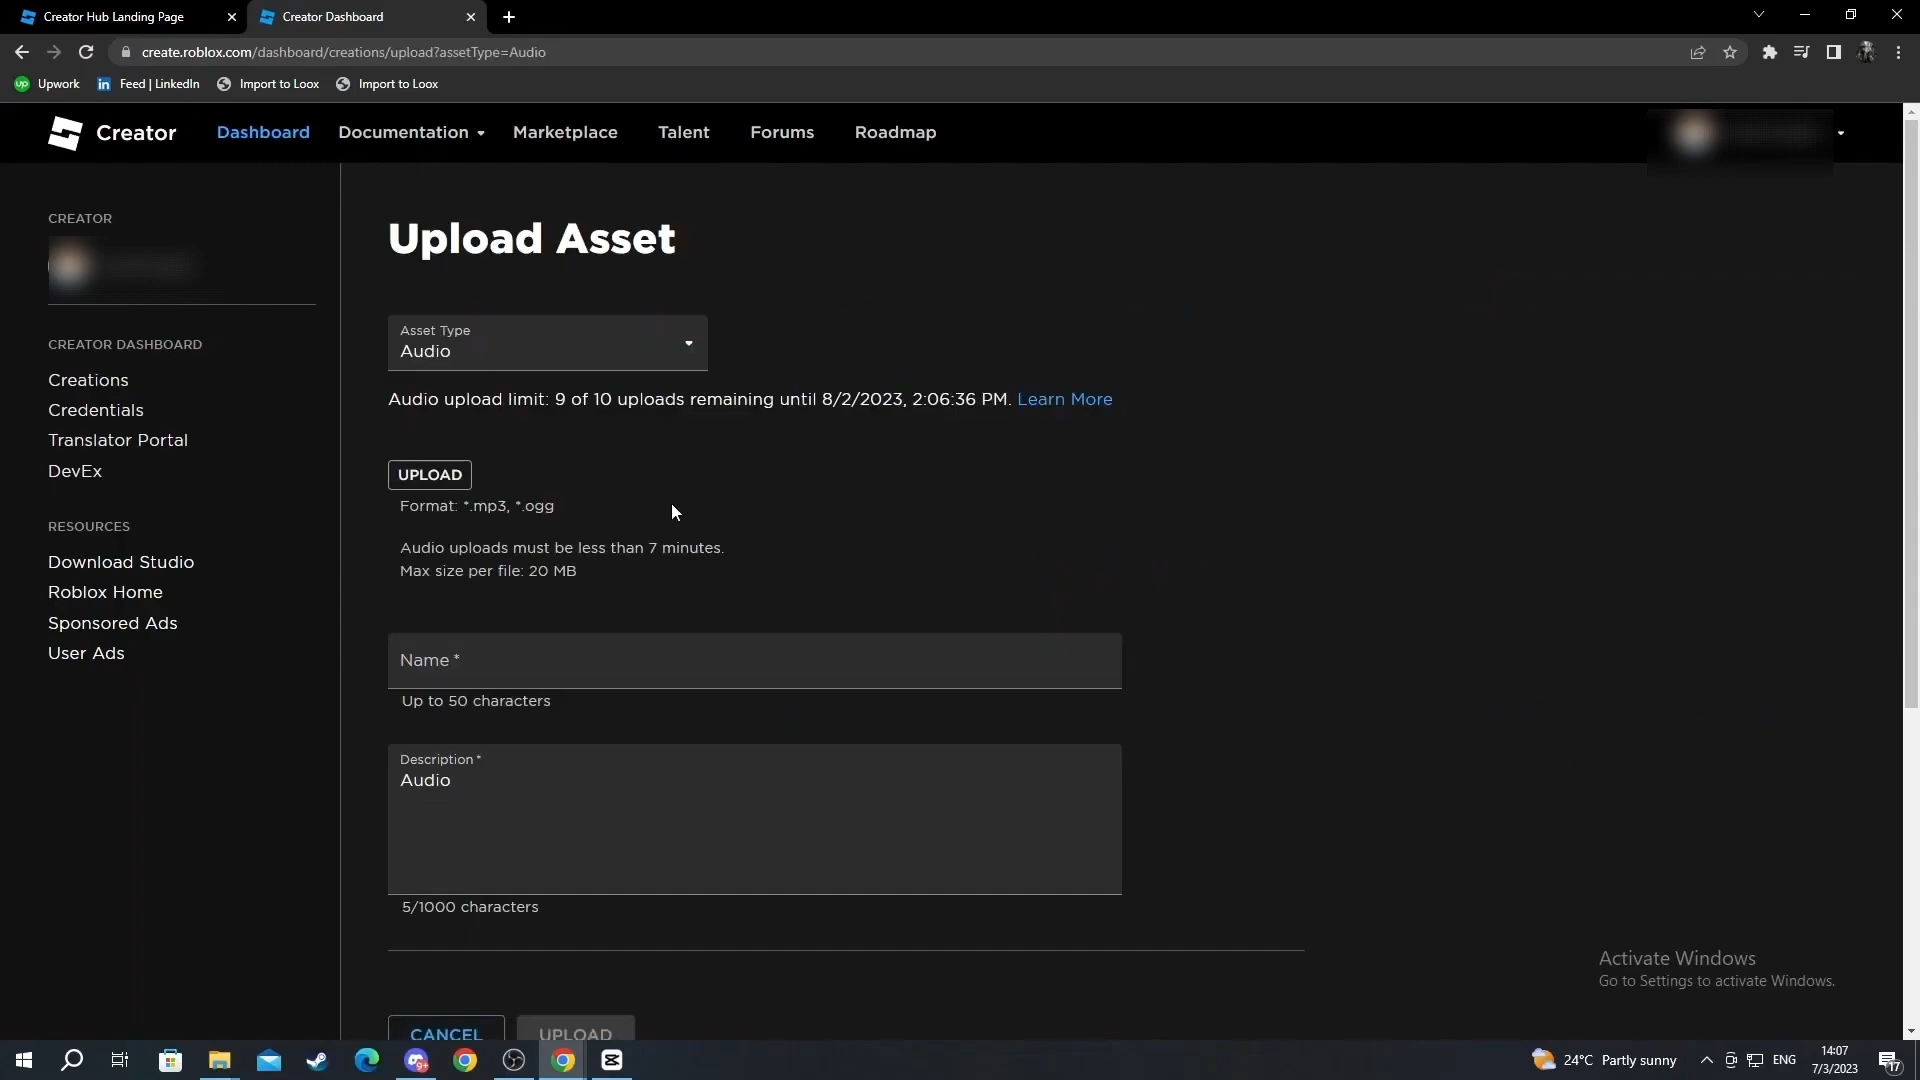 Creator Hub Landing Page
Creator Dashboard
create.roblox.com/dashboard/creations/upload?assetType=Audio
up Upwork
in Feed | LinkedIn
Import to Loox
Import to Loox
Creator
Dashboard
Documentation
Marketplace
Talent
Forums
Roadmap
CREATOR
CREATOR DASHBOARD
Creations
Credentials
Translator Portal
DevEx
RESOURCES
Download Studio
Roblox Home
Sponsored Ads
User Ads
Upload Asset
Asset Type
Audio
Audio upload limit: 9 of 10 uploads remaining until 8/2/2023, 2:06:36 PM. Learn More
UPLOAD
Format: *.mp3, *.ogg
Audio uploads must be less than 7 minutes.
Max size per file: 20 MB
Name *
Up to 50 characters
Description *
Audio
5/1000 characters
CANCEL
UPLOAD
Activate Windows
Go to Settings to activate Windows.
9+
24°C Partly sunny
ENG
14:07
7/3/2023
17